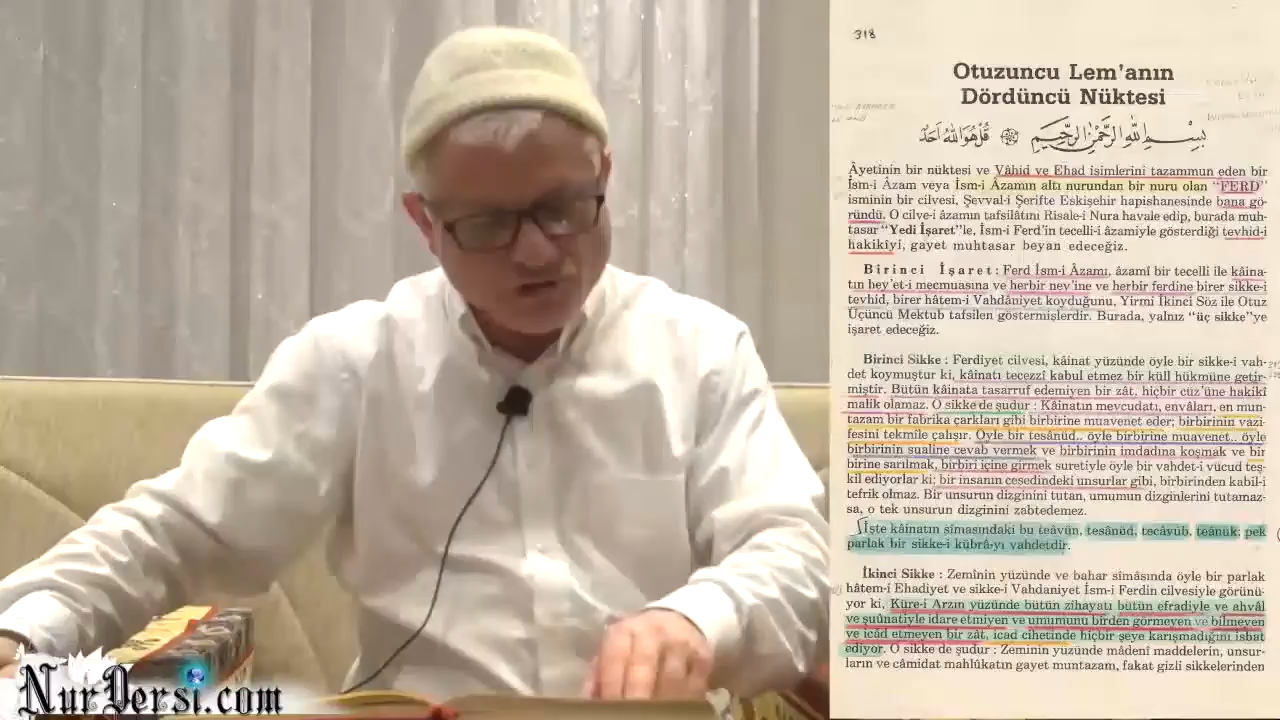 318
Otuzuncu Lem'anın
Dördüncü Nüktesi
بِسْــمِ اللّٰهِ الرَّحْمٰنِ الرَّحِيمِ ۞ قُلْ هُوَ اللّٰهُ اَحَدٌ
Âyetinin bir nüktesi ve Vâhid ve Ehad isimlerini tazammun eden bir
İsm-i Âzam veya İsm-i Âzamın altı nurundan bir nuru olan "FERD"
isminin bir cilvesi, Şevval-i Şerifte Eskişehir hapishanesinde bana gö-
ründü. O cilve-i âzamın tafsilâtını Risale-i Nura havale edip, burada muh-
tasar "Yedi İşaret"le, İsm-i Ferd'in tecelli-i âzamiyle gösterdiği tevhid-i
hakikîyi, gayet muhtasar beyan edeceğiz.
Birinci İşaret: Ferd İsm-i Âzamı, âzamî bir tecelli ile kâina-
tın hey'et-i mecmuasına ve herbir nev'ine ve herbir ferdine birer sikke-i
tevhid, birer hâtem-i Vahdâniyet koyduğunu, Yirmi İkinci Söz ile Otuz
Üçüncü Mektub tafsilen göstermişlerdir. Burada, yalnız "üç sikke"ye
işaret edeceğiz.
Birinci Sikke : Ferdiyet cilvesi, kâinat yüzünde öyle bir sikke-i vah-
det koymuştur ki, kâinatı tecezzî kabul etmez bir küll hükmüne getir-
miştir. Bütün kâinata tasarruf edemiyen bir zât, hiçbir cüz'üne hakikî
malik olamaz. O sikke de şudur : Kâinatın mevcudatı, envâları, en mun-
tazam bir fabrika çarkları gibi birbirine muavenet eder; birbirinin vazi-
fesini tekmile çalışır. Öyle bir tesânüd.. öyle birbirine muavenet.. öyle
birbirinin sualine cevab vermek ve birbirinin imdadına koşmak ve bir
birine sarılmak, birbiri içine girmek suretiyle öyle bir vahdet-i vücud teş-
kil ediyorlar ki; bir insanın cesedindeki unsurlar gibi, birbirinden kabil-i
tefrik olmaz. Bir unsurun dizginini tutan, umumun dizginlerini tutamaz-
sa, o tek unsurun dizginini zabtedemez.
İşte kâinatın sîmasındaki bu teâvün, tesânüd, tecâvüb, teânuk; pek
parlak bir sikke-i kübrâ-yı vahdetdir.
İkinci Sikke : Zemînin yüzünde ve bahar sîmâsında öyle bir parlak
hâtem-i Ehadiyet ve sikke-i Vahdaniyet İsm-i Ferdin cilvesiyle görünü-
yor ki, Küre-i Arzın yüzünde bütün zîhayatı bütün efradiyle ve ahvâl
ve şuûnatiyle idare etmiyen ve umumunu birden görmeyen ve bilmeyen
ve icâd etmeyen bir zât, icad cihetinde hiçbir şeye karışmadığını isbat
ediyor. O sikke de şudur : Zeminin yüzünde mâdenî maddelerin, unsur-
ların ve câmidat mahlûkatın gayet muntazam, fakat gizli sikkelerinden
NurDersi.com